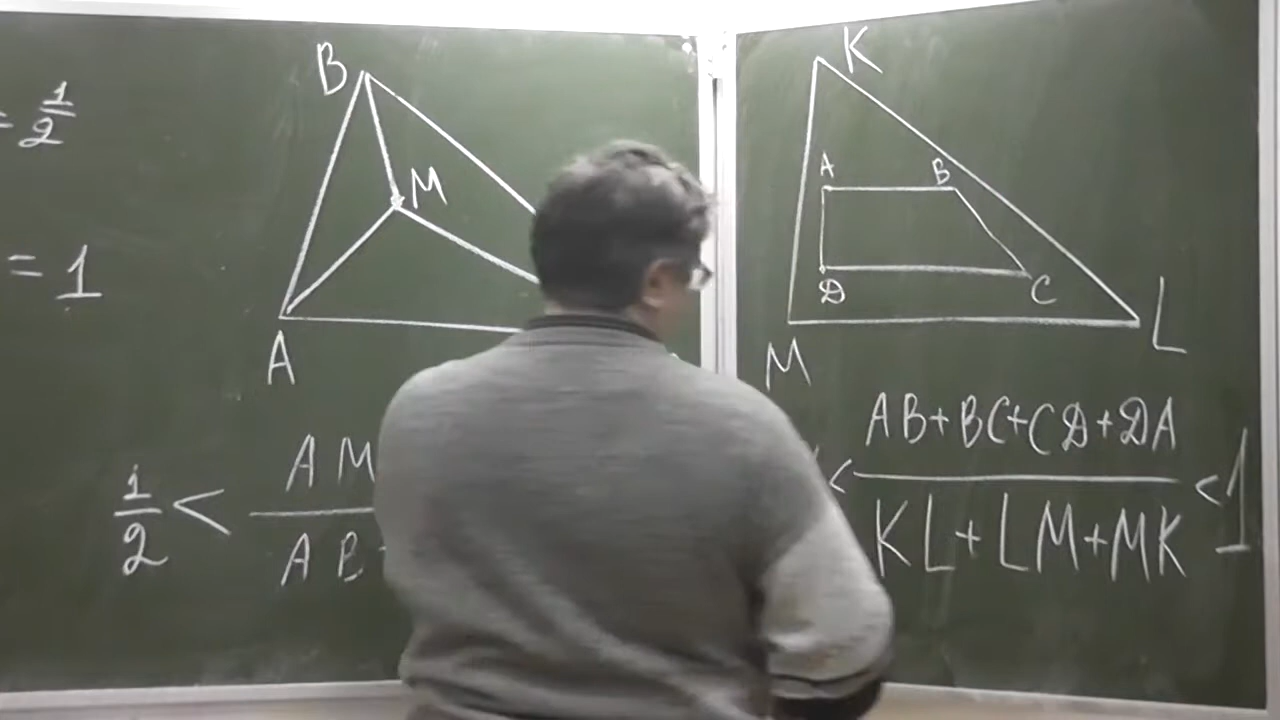 = 1/2
= 1
B
M
A
1/2 < AM
AB
K
A B
D C
M L
< AB+BC+CD+DA
KL+LM+MK
< 1